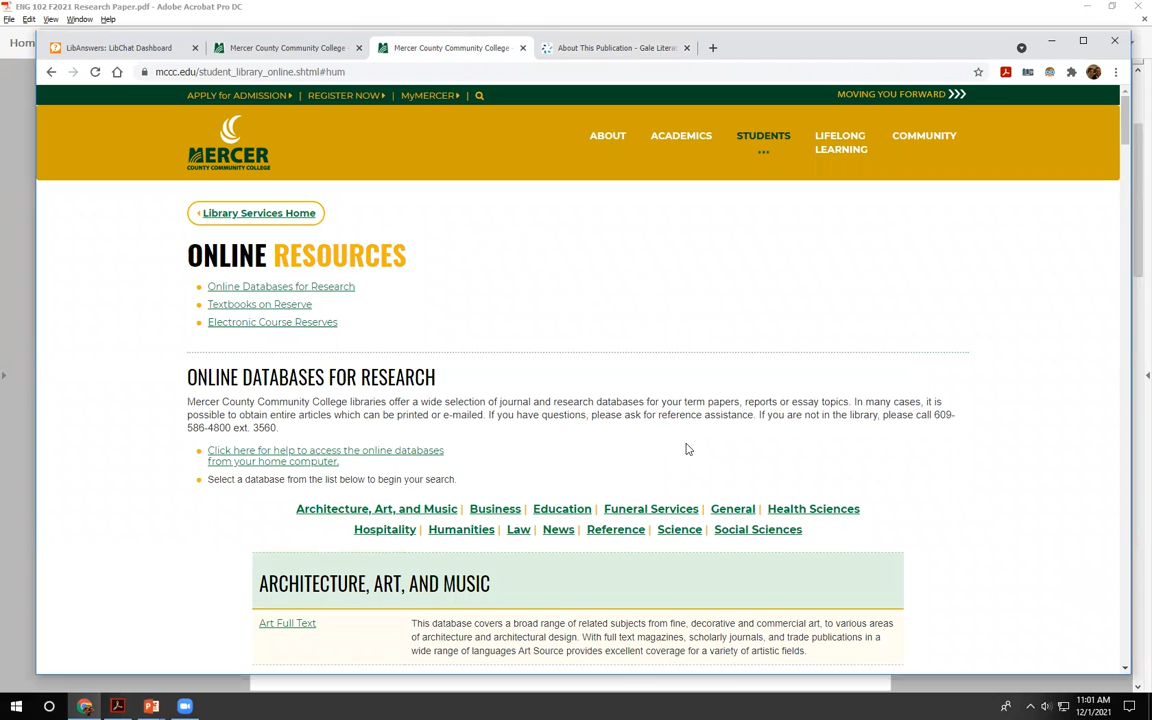 ENG 102 F2021 Research Paper.pdf - Adobe Acrobat Pro DC
File Edit View Window Help
Hom
LibAnswers: LibChat Dashboard
Mercer County Community College -
Mercer County Community College -
About This Publication - Gale Litera
mccc.edu/student_library_online.shtml#hum
APPLY for ADMISSION | REGISTER NOW | MyMERCER |
MOVING YOU FORWARD
MERCER
COUNTY COMMUNITY COLLEGE
ABOUT ACADEMICS STUDENTS LIFELONG LEARNING COMMUNITY
Library Services Home
ONLINE RESOURCES
Online Databases for Research
Textbooks on Reserve
Electronic Course Reserves
ONLINE DATABASES FOR RESEARCH
Mercer County Community College libraries offer a wide selection of journal and research databases for your term papers, reports or essay topics. In many cases, it is
possible to obtain entire articles which can be printed or e-mailed. If you have questions, please ask for reference assistance. If you are not in the library, please call 609-
586-4800 ext. 3560.
Click here for help to access the online databases
from your home computer.
Select a database from the list below to begin your search.
Architecture, Art, and Music | Business | Education | Funeral Services | General | Health Sciences
Hospitality | Humanities | Law | News | Reference | Science | Social Sciences
ARCHITECTURE, ART, AND MUSIC
Art Full Text
This database covers a broad range of related subjects from fine, decorative and commercial art, to various areas
of architecture and architectural design. With full text magazines, scholarly journals, and trade publications in a
wide range of languages Art Source provides excellent coverage for a variety of artistic fields.
11:01 AM
12/1/2021